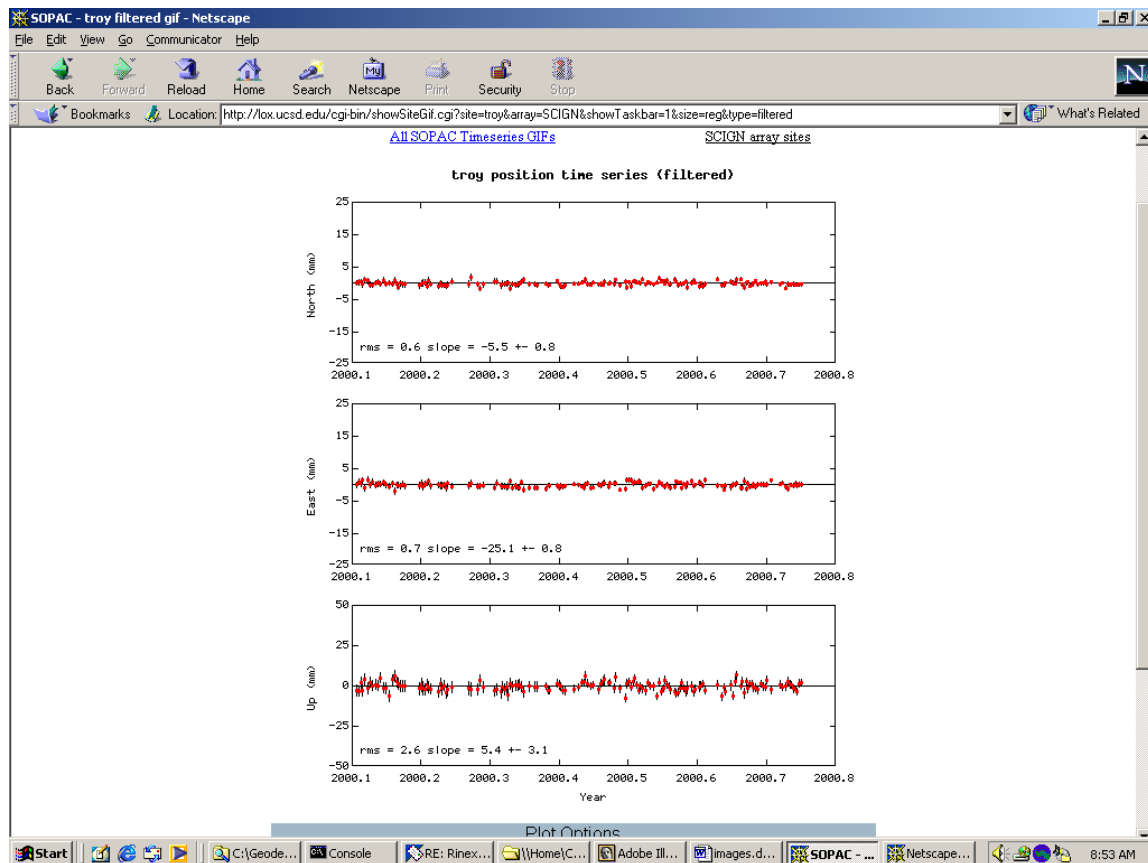 SOPAC - troy filtered gif - Netscape
File Edit View Go Communicator Help
My
N
Back Forward Reload Home Search Netscape Print Security Stop
Bookmarks Location: http://lox.ucsd.edu/cgi-bin/showSiteGif.cgi?site=troy&array=SCIGN&showTaskbar=1&size=reg&type=filtered What's Related
All SOPAC Timeseries GIFs SCIGN array sites
troy position time series (filtered)
25
15
5
-5
-15
-25
North (mm)
rms = 0.6 slope = -5.5 +- 0.8
2000.1 2000.2 2000.3 2000.4 2000.5 2000.6 2000.7 2000.8
25
15
5
-5
-15
-25
East (mm)
rms = 0.7 slope = -25.1 +- 0.8
2000.1 2000.2 2000.3 2000.4 2000.5 2000.6 2000.7 2000.8
50
25
0
-25
-50
Up (mm)
rms = 2.6 slope = 5.4 +- 3.1
2000.1 2000.2 2000.3 2000.4 2000.5 2000.6 2000.7 2000.8
Year
Plot Options
Start C:\Geode... Console RE: Rinex... \\Home\C... Adobe Ill... images.d... SOPAC - ... Netscape... 8:53 AM